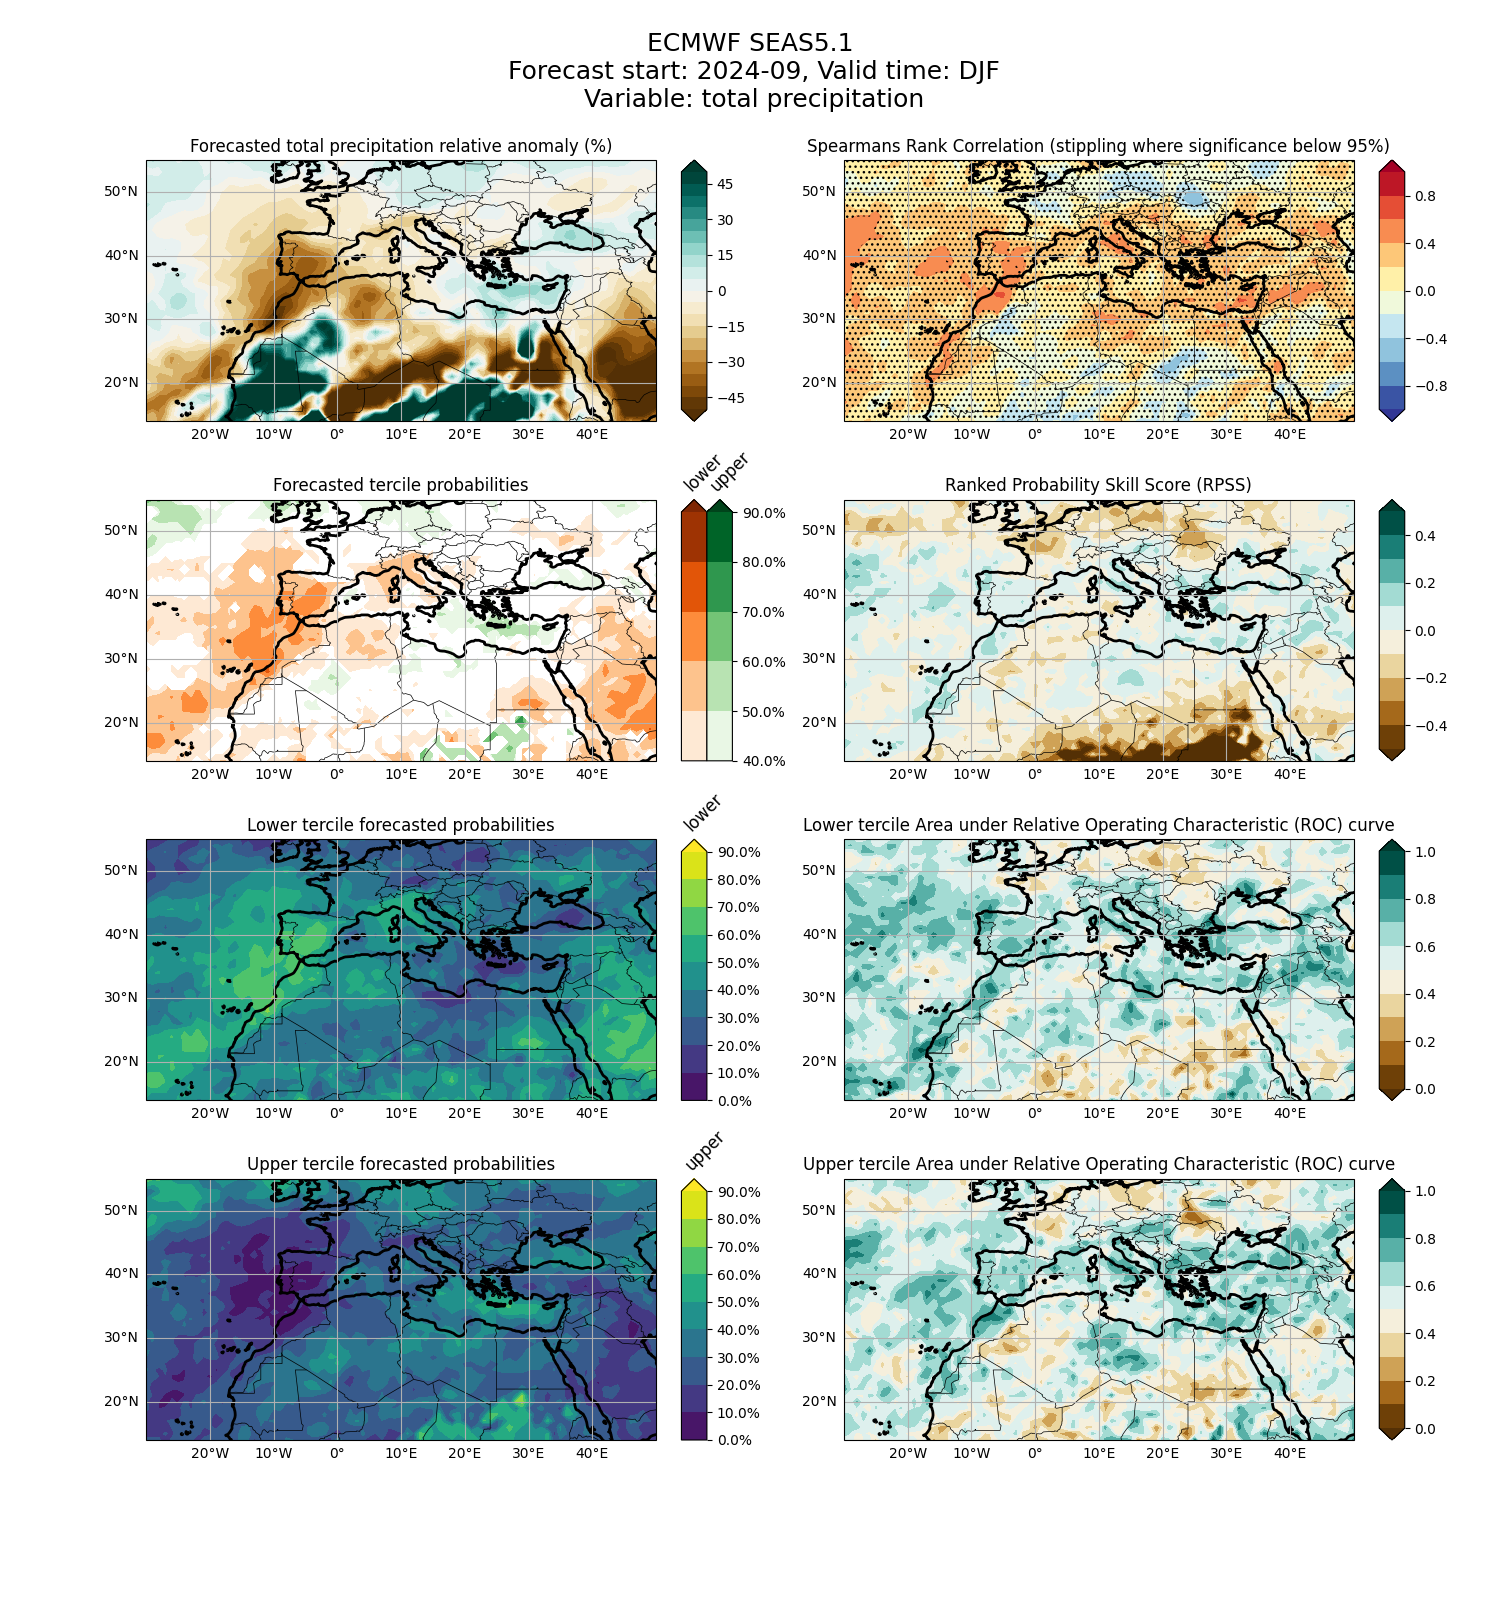 ECMWF SEAS5.1
Forecast start: 2024-09, Valid time: DJF
Variable: total precipitation
Forecasted total precipitation relative anomaly (%)
50°N
40°N
30°N
20°N
20°W 10°W 0° 10°E 20°E 30°E 40°E
45
30
15
0
−15
−30
−45
Spearmans Rank Correlation (stippling where significance below 95%)
50°N
40°N
30°N
20°N
20°W 10°W 0° 10°E 20°E 30°E 40°E
0.8
0.4
0.0
−0.4
−0.8
Forecasted tercile probabilities
lower upper
50°N
40°N
30°N
20°N
20°W 10°W 0° 10°E 20°E 30°E 40°E
90.0%
80.0%
70.0%
60.0%
50.0%
40.0%
Ranked Probability Skill Score (RPSS)
50°N
40°N
30°N
20°N
20°W 10°W 0° 10°E 20°E 30°E 40°E
0.4
0.2
0.0
−0.2
−0.4
Lower tercile forecasted probabilities
lower
50°N
40°N
30°N
20°N
20°W 10°W 0° 10°E 20°E 30°E 40°E
90.0%
80.0%
70.0%
60.0%
50.0%
40.0%
30.0%
20.0%
10.0%
0.0%
Lower tercile Area under Relative Operating Characteristic (ROC) curve
50°N
40°N
30°N
20°N
20°W 10°W 0° 10°E 20°E 30°E 40°E
1.0
0.8
0.6
0.4
0.2
0.0
Upper tercile forecasted probabilities
upper
50°N
40°N
30°N
20°N
20°W 10°W 0° 10°E 20°E 30°E 40°E
90.0%
80.0%
70.0%
60.0%
50.0%
40.0%
30.0%
20.0%
10.0%
0.0%
Upper tercile Area under Relative Operating Characteristic (ROC) curve
50°N
40°N
30°N
20°N
20°W 10°W 0° 10°E 20°E 30°E 40°E
1.0
0.8
0.6
0.4
0.2
0.0